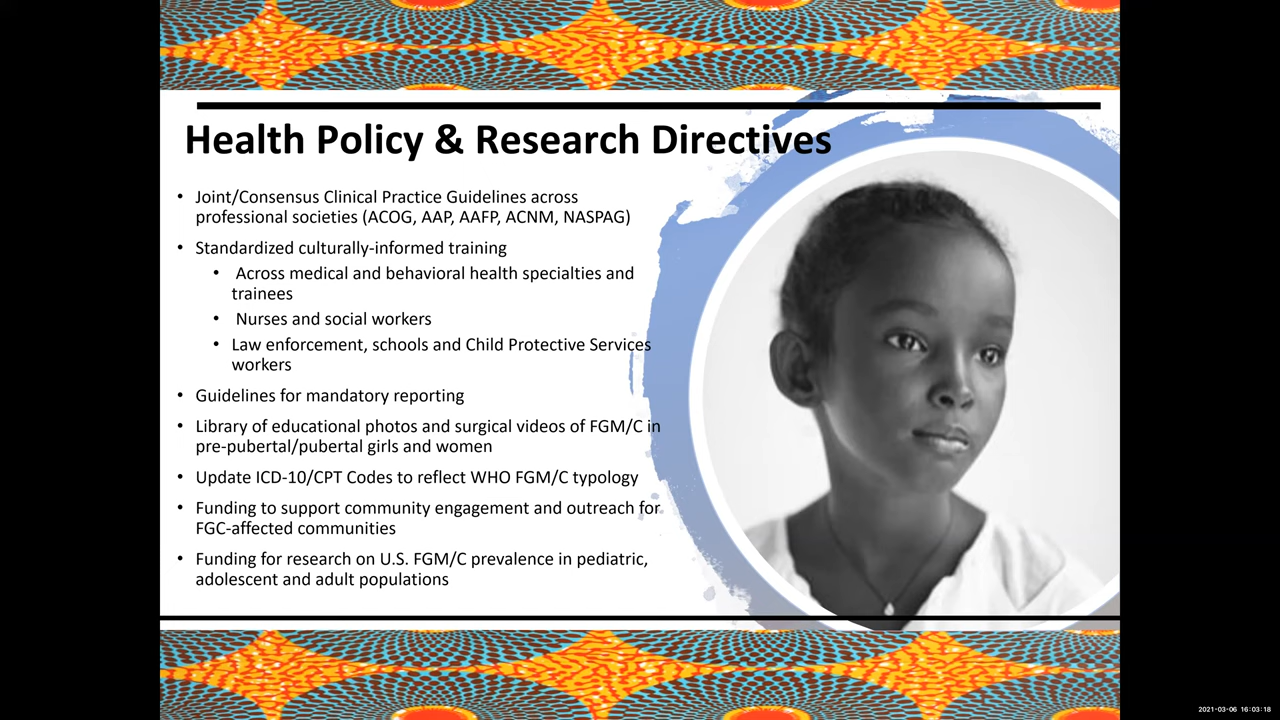 Health Policy & Research Directives
• Joint/Consensus Clinical Practice Guidelines across
professional societies (ACOG, AAP, AAFP, ACNM, NASPAG)
• Standardized culturally-informed training
• Across medical and behavioral health specialties and
trainees
• Nurses and social workers
• Law enforcement, schools and Child Protective Services
workers
• Guidelines for mandatory reporting
• Library of educational photos and surgical videos of FGM/C in
pre-pubertal/pubertal girls and women
• Update ICD-10/CPT Codes to reflect WHO FGM/C typology
• Funding to support community engagement and outreach for
FGC-affected communities
• Funding for research on U.S. FGM/C prevalence in pediatric,
adolescent and adult populations
2021-03-06 16:03:18